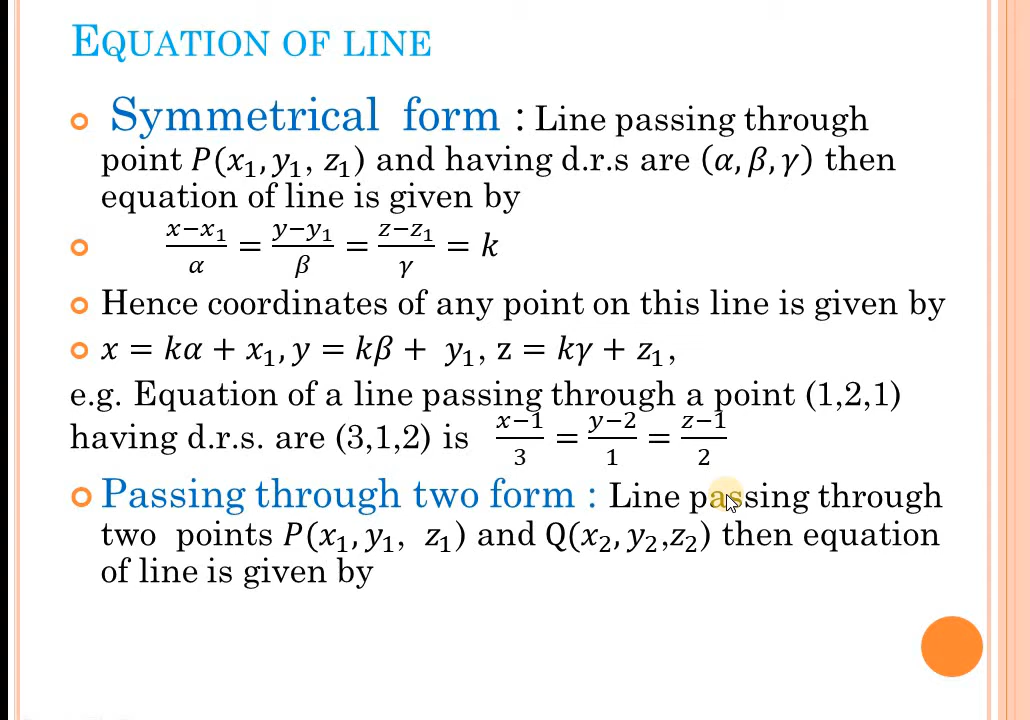 EQUATION OF LINE
Symmetrical form : Line passing through
point P(x₁, y₁, z₁) and having d.r.s are (α, β, γ) then
equation of line is given by
(x−x₁)/α = (y−y₁)/β = (z−z₁)/γ = k
Hence coordinates of any point on this line is given by
x = kα + x₁, y = kβ + y₁, z = kγ + z₁,
e.g. Equation of a line passing through a point (1,2,1)
having d.r.s. are (3,1,2) is (x−1)/3 = (y−2)/1 = (z−1)/2
Passing through two form : Line passing through
two points P(x₁, y₁, z₁) and Q(x₂, y₂,z₂) then equation
of line is given by